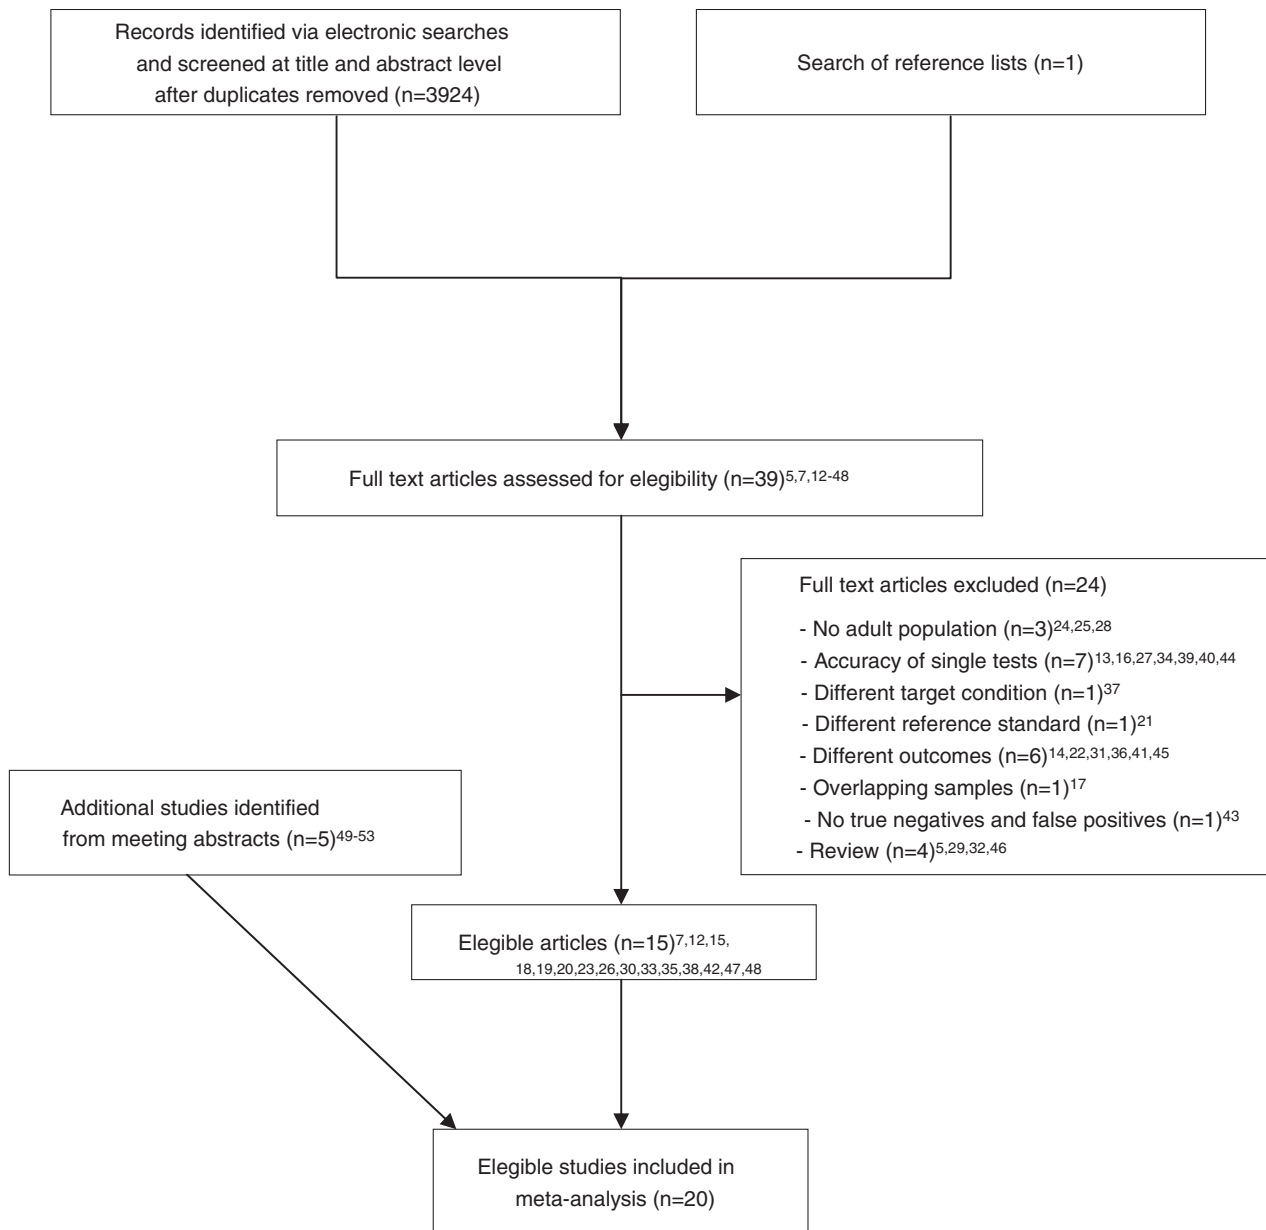 Records identified via electronic searches
and screened at title and abstract level
after duplicates removed (n=3924)
Search of reference lists (n=1)
Full text articles assessed for elegibility (n=39)5,7,12-48
Full text articles excluded (n=24)
- No adult population (n=3)24,25,28
- Accuracy of single tests (n=7)13,16,27,34,39,40,44
- Different target condition (n=1)37
- Different reference standard (n=1)21
- Different outcomes (n=6)14,22,31,36,41,45
- Overlapping samples (n=1)17
- No true negatives and false positives (n=1)43
- Review (n=4)5,29,32,46
Additional studies identified
from meeting abstracts (n=5)49-53
Elegible articles (n=15)7,12,15,
18,19,20,23,26,30,33,35,38,42,47,48
Elegible studies included in
meta-analysis (n=20)